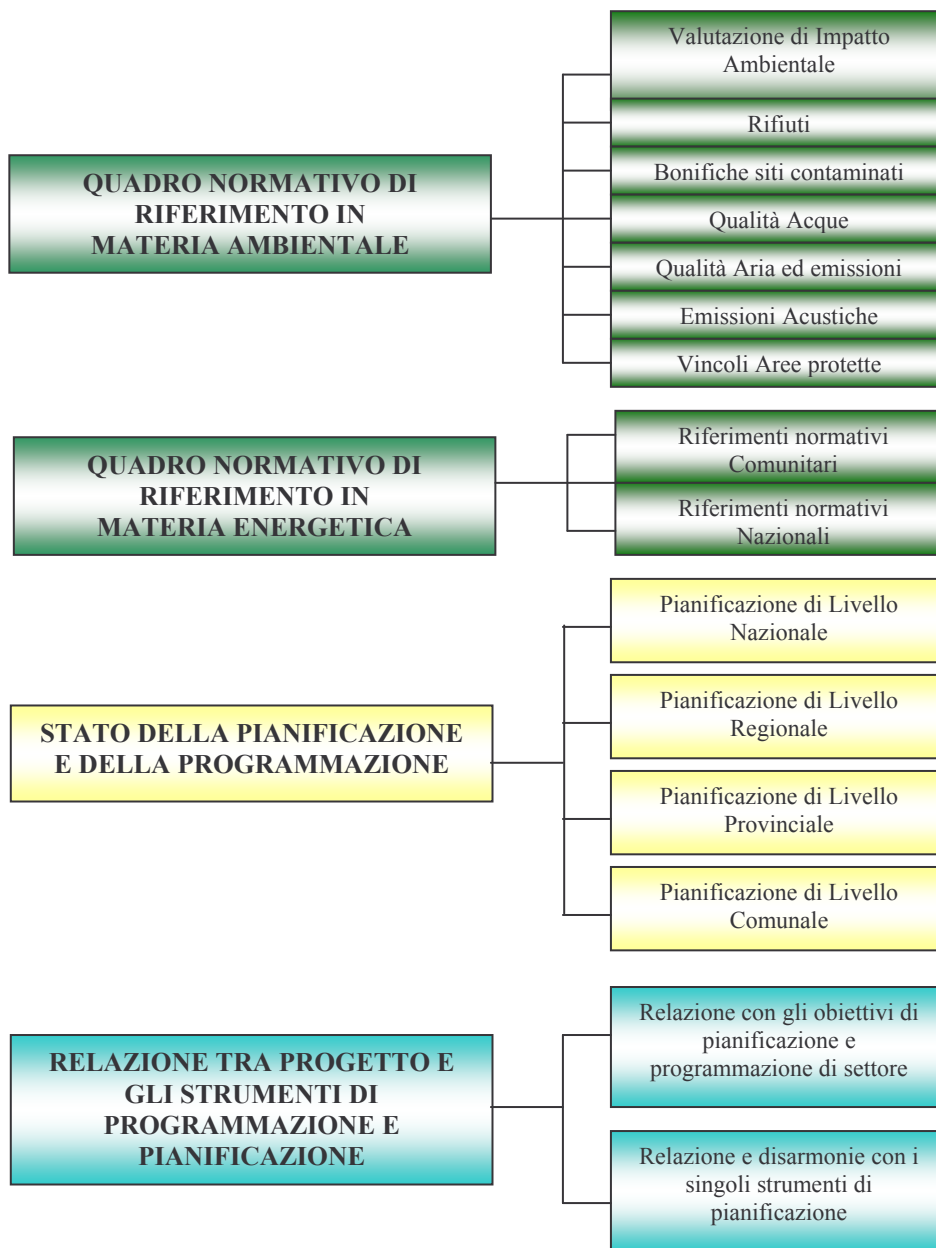 QUADRO NORMATIVO DI
RIFERIMENTO IN
MATERIA AMBIENTALE
Valutazione di Impatto
Ambientale
Rifiuti
Bonifiche siti contaminati
Qualità Acque
Qualità Aria ed emissioni
Emissioni Acustiche
Vincoli Aree protette
QUADRO NORMATIVO DI
RIFERIMENTO IN
MATERIA ENERGETICA
Riferimenti normativi
Comunitari
Riferimenti normativi
Nazionali
STATO DELLA PIANIFICAZIONE
E DELLA PROGRAMMAZIONE
Pianificazione di Livello
Nazionale
Pianificazione di Livello
Regionale
Pianificazione di Livello
Provinciale
Pianificazione di Livello
Comunale
RELAZIONE TRA PROGETTO E
GLI STRUMENTI DI
PROGRAMMAZIONE E
PIANIFICAZIONE
Relazione con gli obiettivi di
pianificazione e
programmazione di settore
Relazione e disarmonie con i
singoli strumenti di
pianificazione